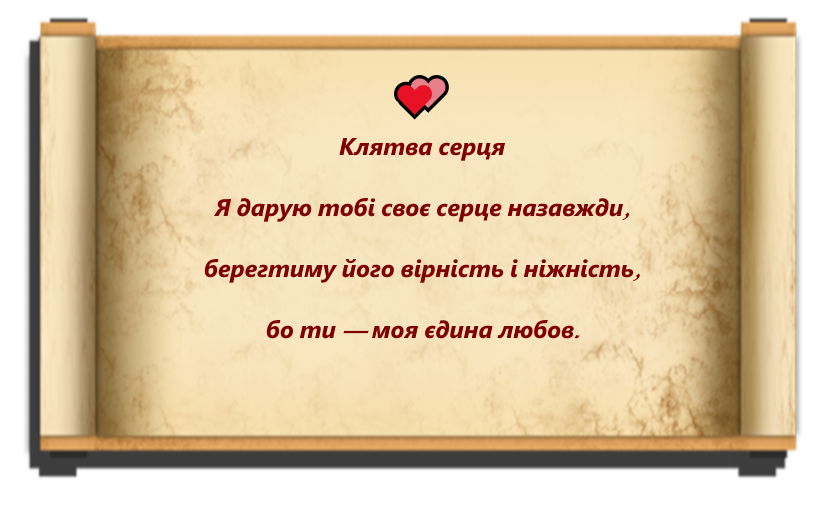 Клятва серця
Я дарую тобі своє серце назавжди,
берегтиму його вірність і ніжність,
бо ти — моя єдина любов.